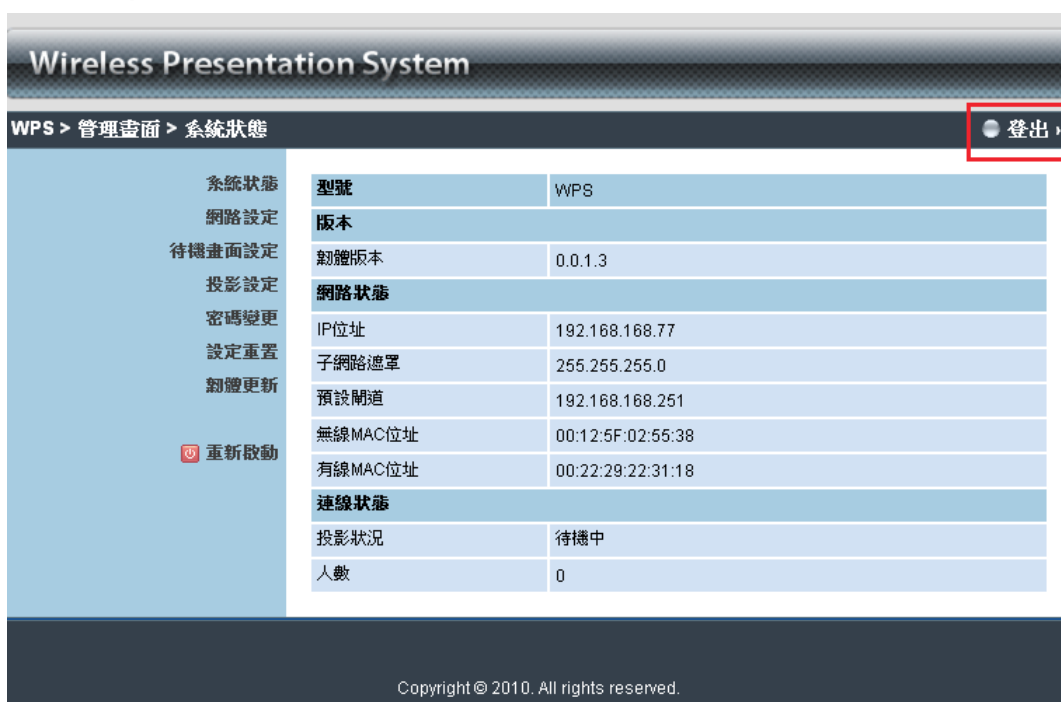 Wireless Presentation System
WPS > 管理畫面 > 系統狀態
登出
系統狀態
網路設定
待機畫面設定
投影設定
密碼變更
設定重置
韌體更新
重新啟動
型號 WPS
版本
韌體版本 0.0.1.3
網路狀態
IP位址 192.168.168.77
子網路遮罩 255.255.255.0
預設閘道 192.168.168.251
無線MAC位址 00:12:5F:02:55:38
有線MAC位址 00:22:29:22:31:18
連線狀態
投影狀況 待機中
人數 0
Copyright © 2010. All rights reserved.